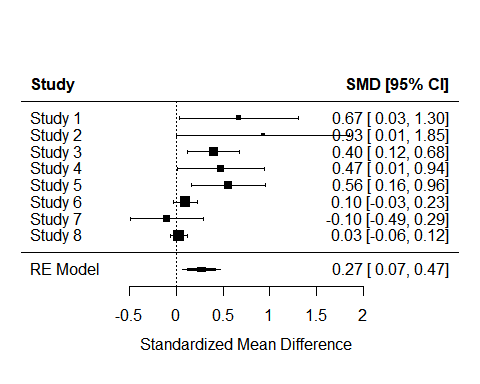 Study SMD [95% CI]
Study 1 0.67 [ 0.03, 1.30]
Study 2 0.93 [ 0.01, 1.85]
Study 3 0.40 [ 0.12, 0.68]
Study 4 0.47 [ 0.01, 0.94]
Study 5 0.56 [ 0.16, 0.96]
Study 6 0.10 [-0.03, 0.23]
Study 7 -0.10 [-0.49, 0.29]
Study 8 0.03 [-0.06, 0.12]
RE Model 0.27 [ 0.07, 0.47]
-0.5 0 0.5 1 1.5 2
Standardized Mean Difference